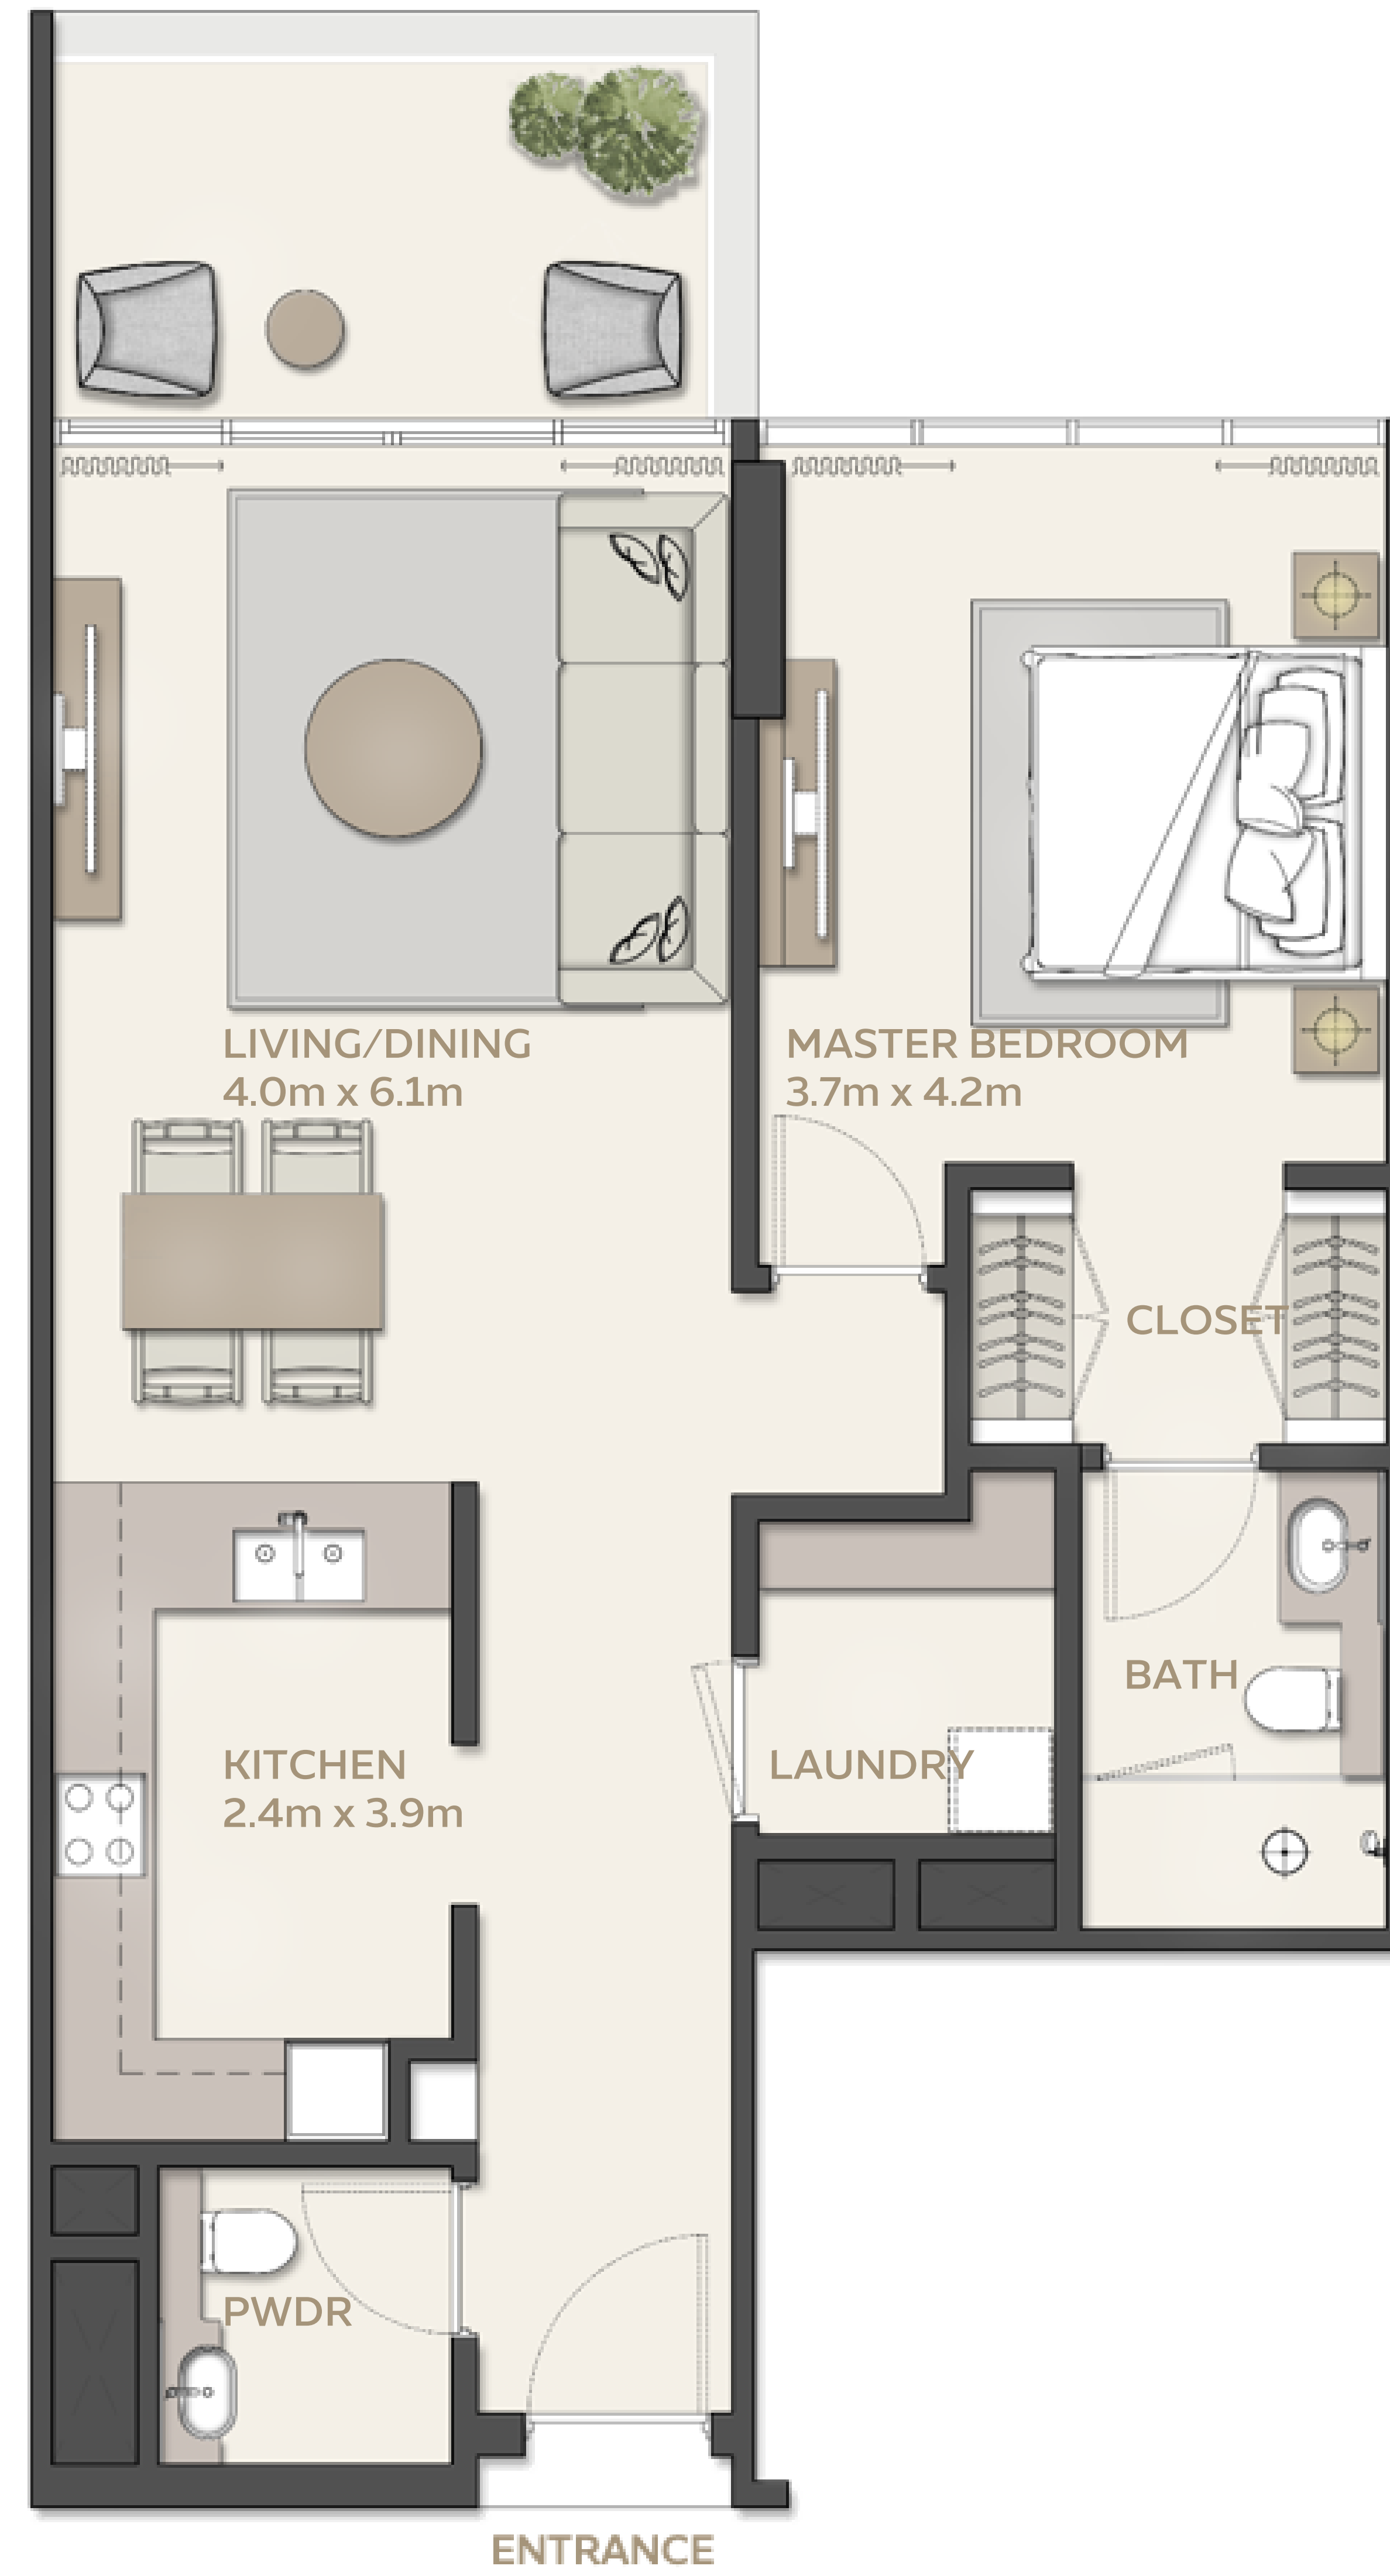 LIVING/DINING
4.0m x 6.1m
MASTER BEDROOM
3.7m x 4.2m
CLOSET
BATH
KITCHEN
2.4m x 3.9m
LAUNDRY
PWDR
ENTRANCE